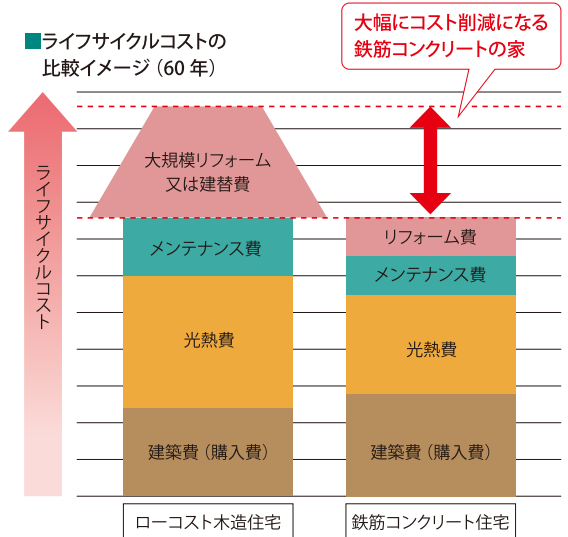 ■ライフサイクルコストの
比較イメージ（60年）
大幅にコスト削減になる
鉄筋コンクリートの家
ライフサイクルコスト
大規模リフォーム
又は建替費
メンテナンス費
光熱費
建築費（購入費）
ローコスト木造住宅
リフォーム費
メンテナンス費
光熱費
建築費（購入費）
鉄筋コンクリート住宅